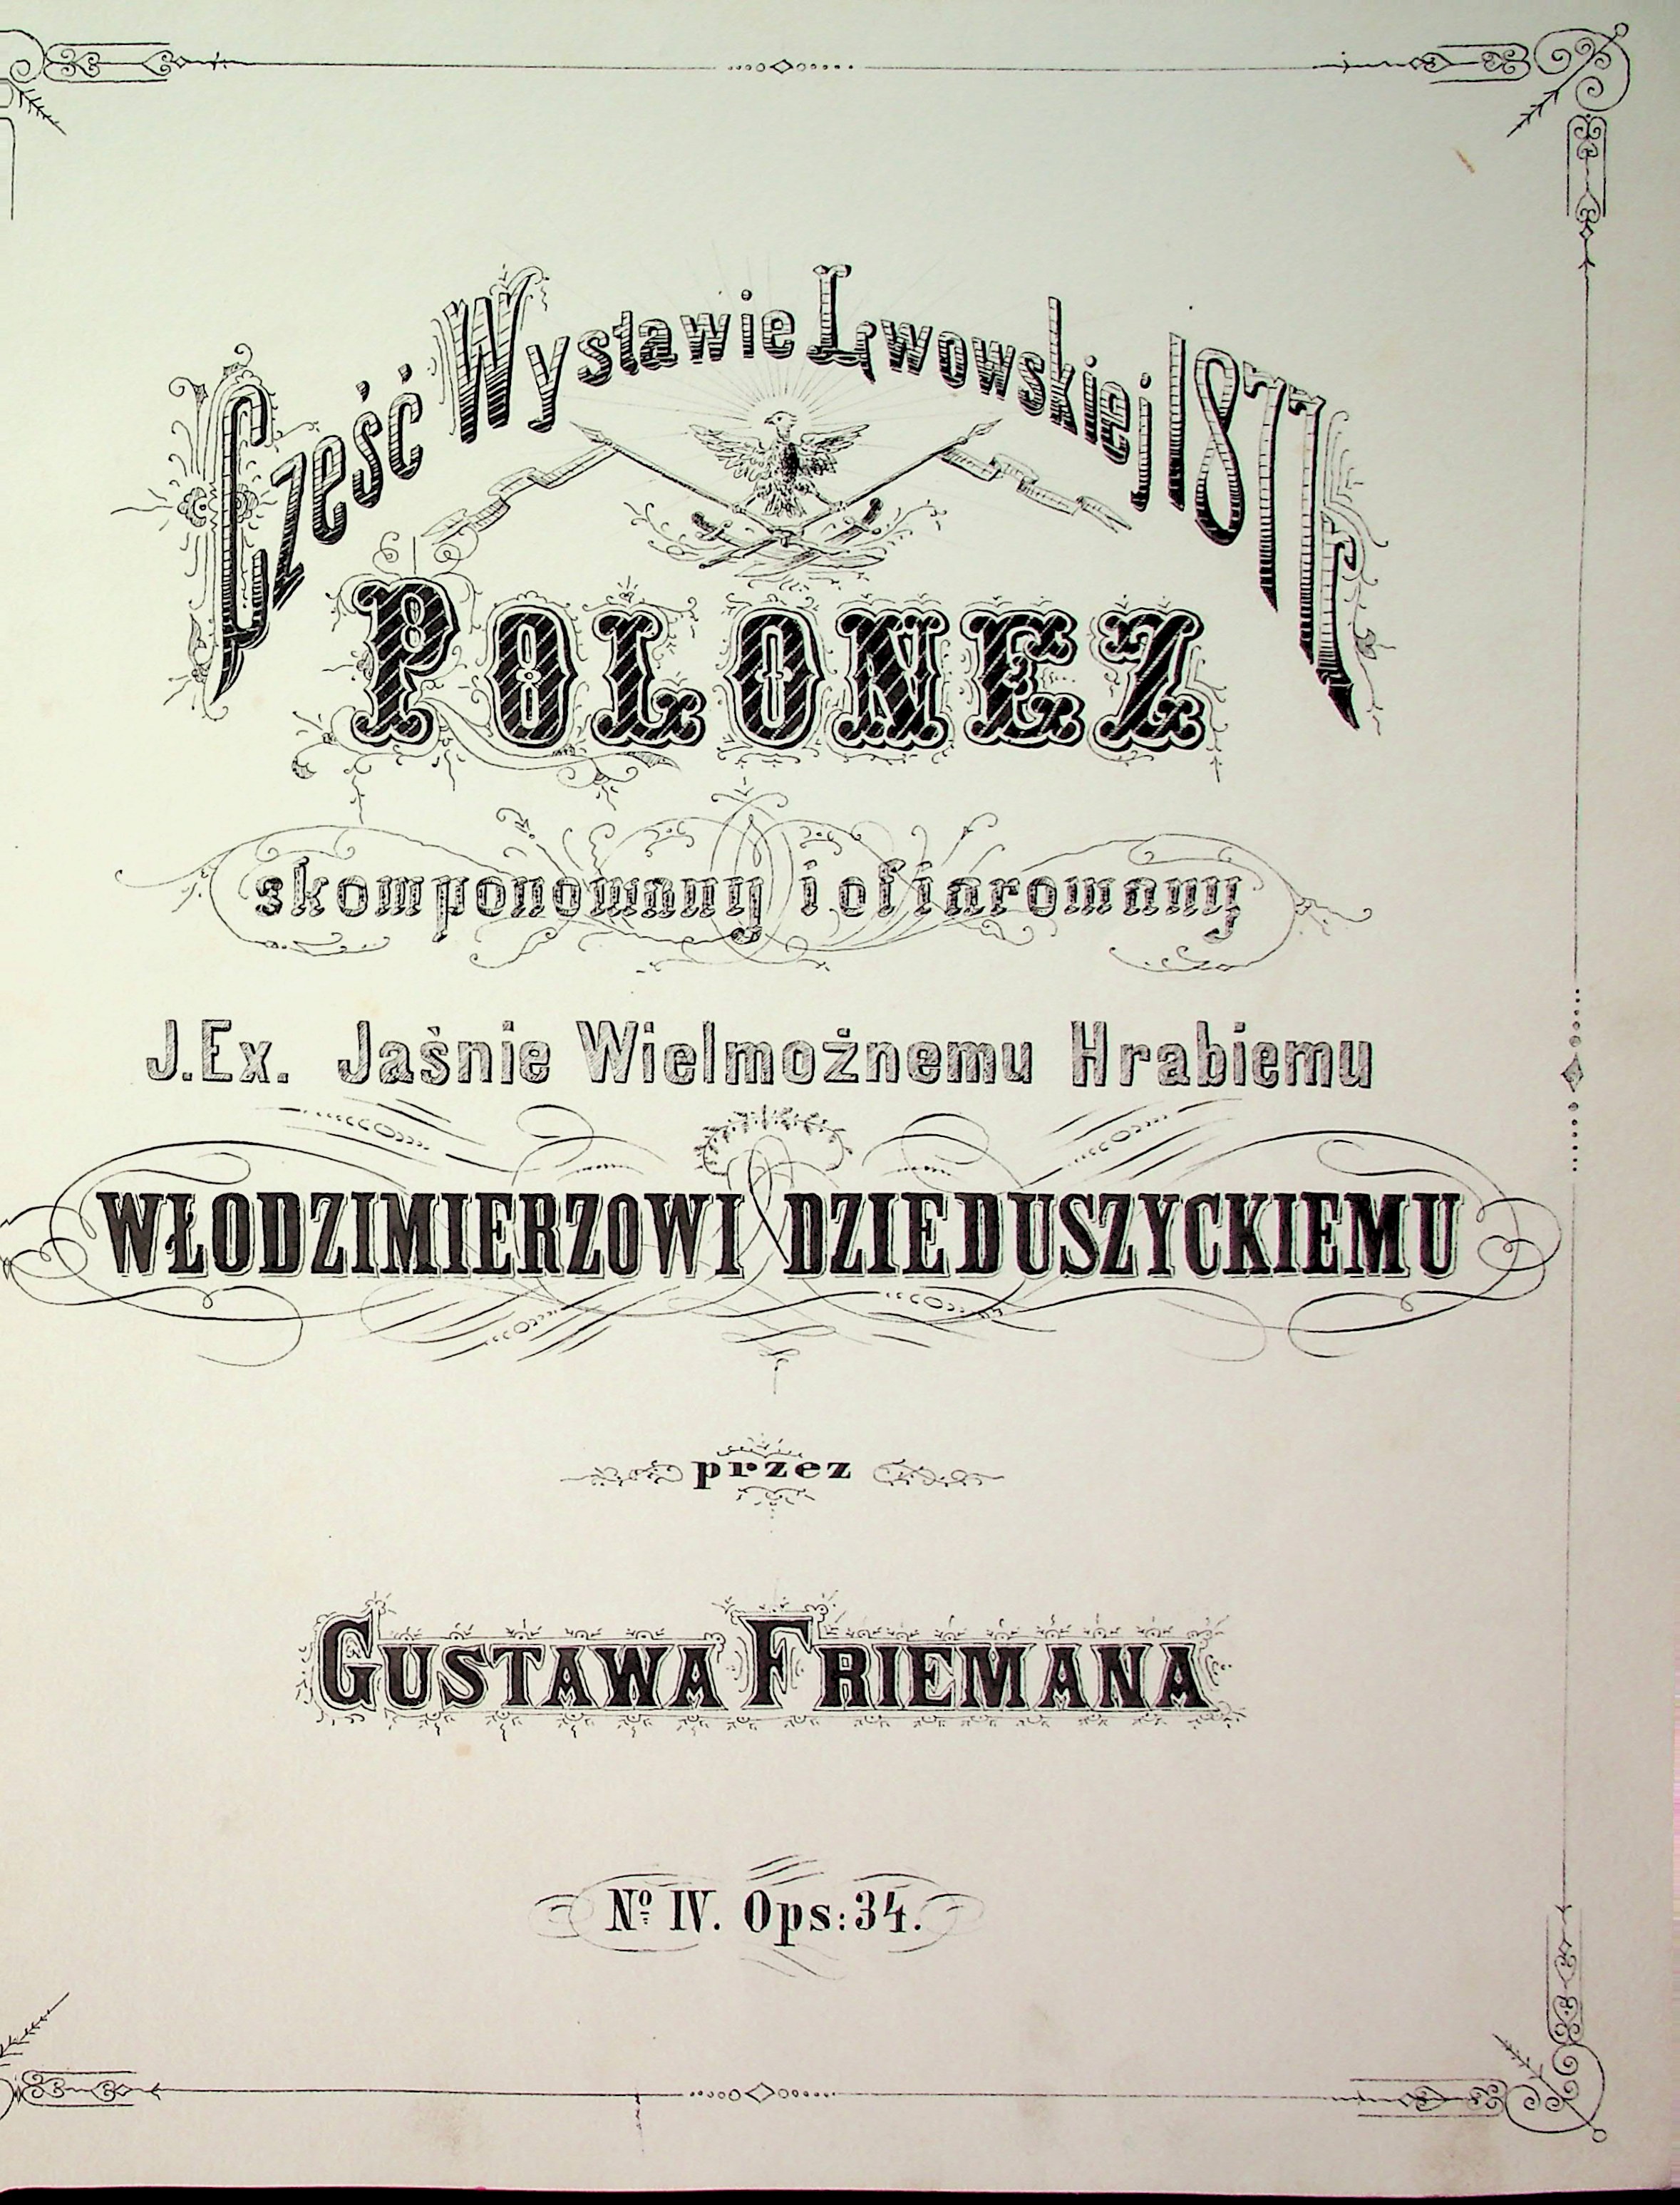 Cześć Wystawie Lwowskiej 1877r
POLONEZ
skomponowany i ofiarowany
J.Ex. Jaśnie Wielmożnemu Hrabiemu
WŁODZIMIERZOWI DZIEDUSZYCKIEMU
przez
GUSTAWA FRIEMANA
Nº IV. Ops: 34.